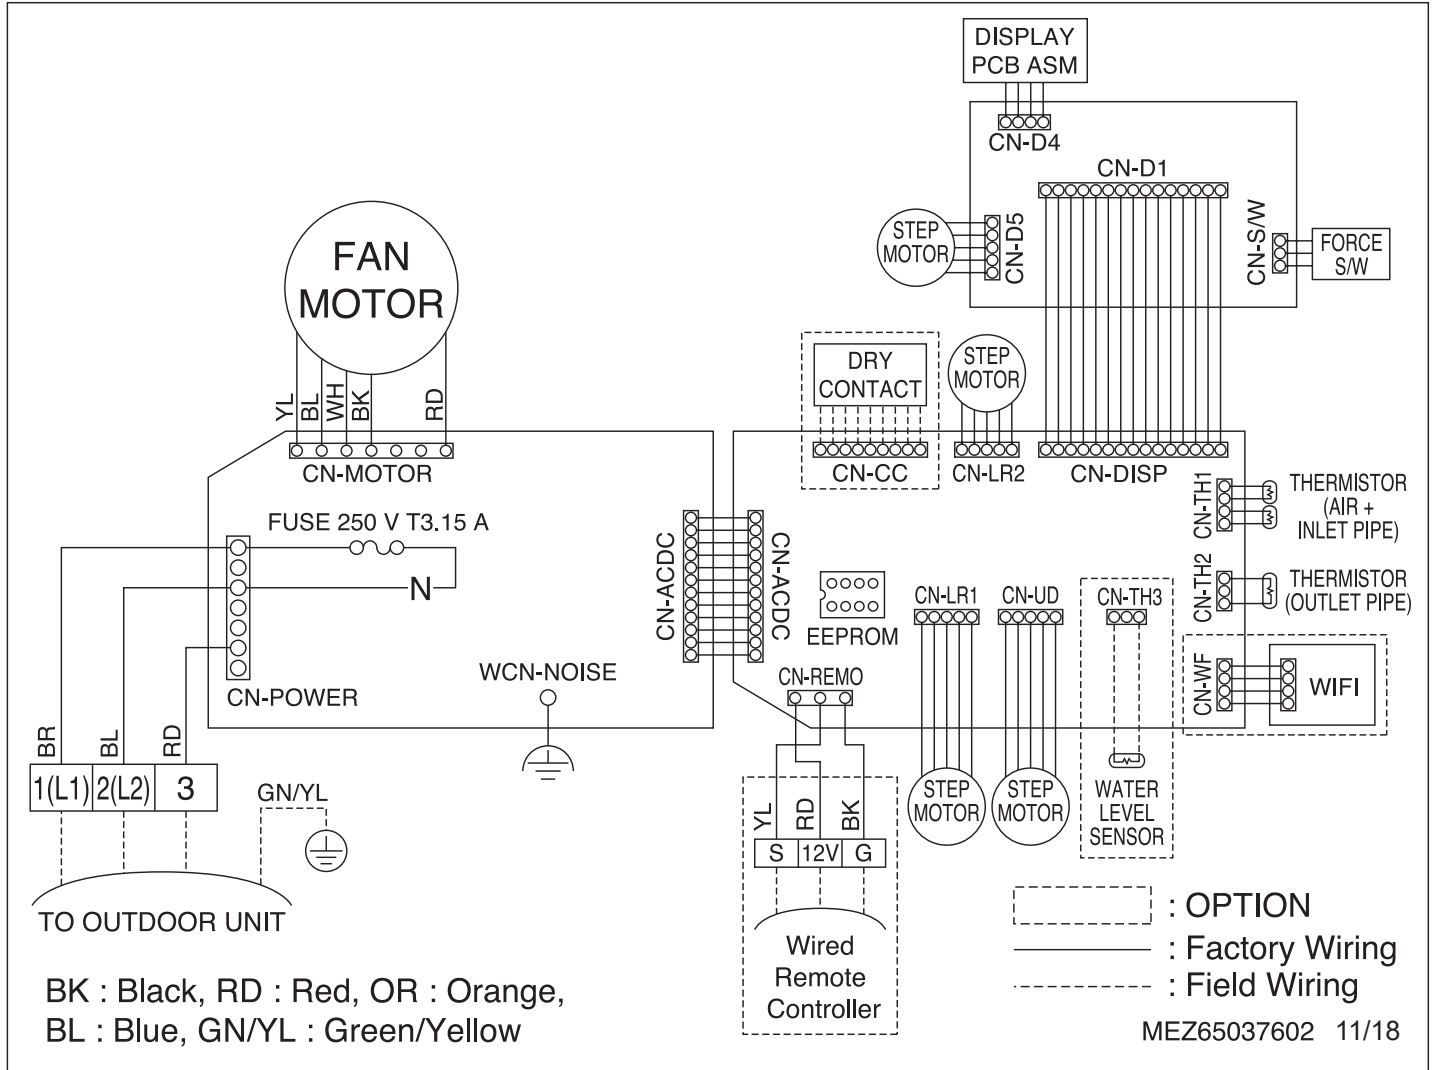 DISPLAY
PCB ASM
CN-D4
CN-D1
STEP
MOTOR
CN-D5
CN-S/W
FORCE
S/W
FAN
MOTOR
YL
BL
WH
BK
RD
CN-MOTOR
DRY
CONTACT
CN-CC
STEP
MOTOR
CN-LR2
CN-DISP
FUSE 250 V T3.15 A
N
CN-POWER
WCN-NOISE
CN-ACDC
CN-ACDC
EEPROM
CN-TH1
THERMISTOR
(AIR +
INLET PIPE)
CN-TH2
THERMISTOR
(OUTLET PIPE)
CN-LR1
CN-UD
CN-TH3
CN-WF
WIFI
CN-REMO
STEP
MOTOR
STEP
MOTOR
WATER
LEVEL
SENSOR
BR
BL
RD
1(L1) 2(L2) 3
GN/YL
TO OUTDOOR UNIT
YL
RD
BK
S 12V G
Wired
Remote
Controller
: OPTION
: Factory Wiring
: Field Wiring
BK : Black, RD : Red, OR : Orange,
BL : Blue, GN/YL : Green/Yellow
MEZ65037602 11/18